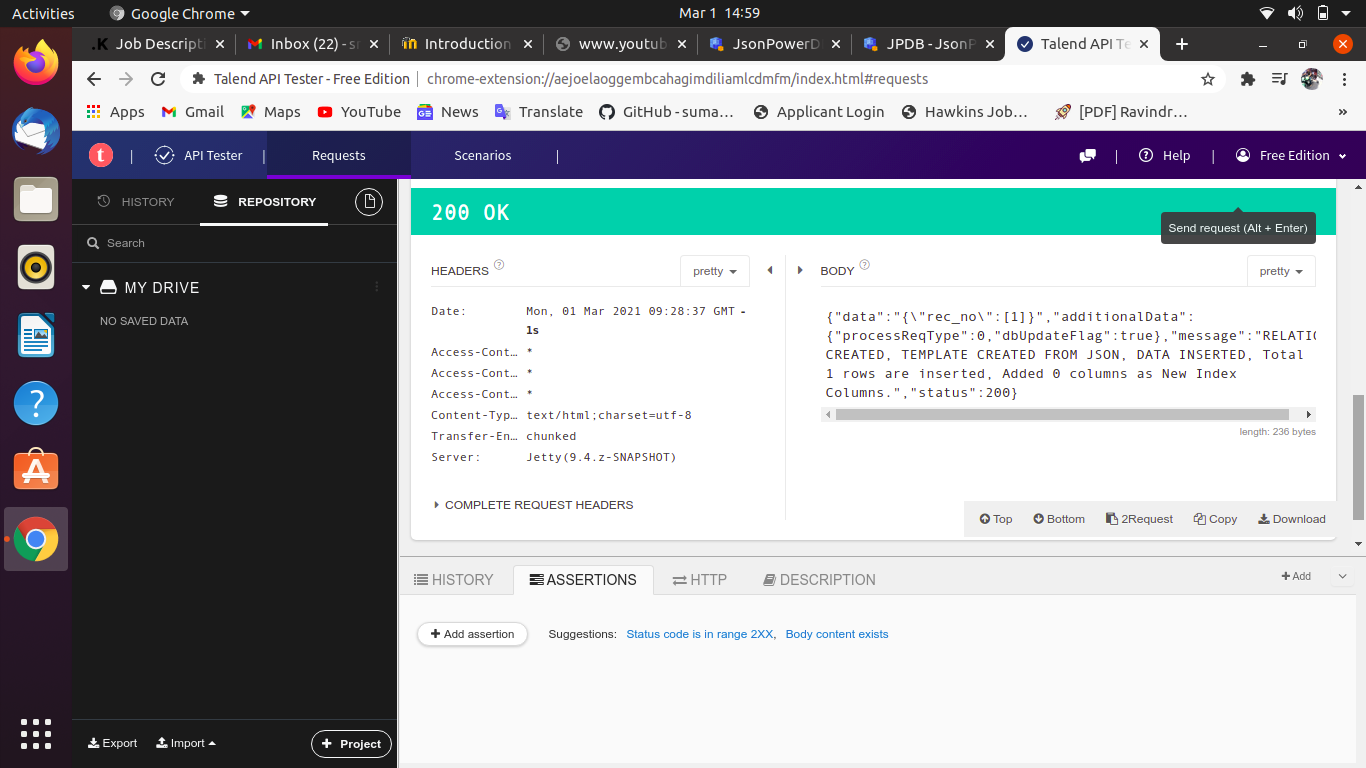 Activities
Google Chrome
Mar 1 14:59
.K Job Descripti
Inbox (22) - sr
Introduction
www.youtub
JsonPowerD
JPDB - JsonP
Talend API Te
Talend API Tester - Free Edition
chrome-extension://aejoelaoggembcahagimdiliamlcdmfm/index.html#requests
Apps
Gmail
Maps
YouTube
News
Translate
GitHub - suma…
Applicant Login
Hawkins Job…
[PDF] Ravindr…
»
t
API Tester
Requests
Scenarios
Help
Free Edition
HISTORY
REPOSITORY
Search
MY DRIVE
NO SAVED DATA
200 OK
Send request (Alt + Enter)
HEADERS
pretty
Date: Mon, 01 Mar 2021 09:28:37 GMT -
1s
Access-Cont… *
Access-Cont… *
Access-Cont… *
Content-Typ… text/html;charset=utf-8
Transfer-En… chunked
Server: Jetty(9.4.z-SNAPSHOT)
COMPLETE REQUEST HEADERS
BODY
pretty
{"data":"{\"rec_no\":[1]}","additionalData":
{"processReqType":0,"dbUpdateFlag":true},"message":"RELATIO
CREATED, TEMPLATE CREATED FROM JSON, DATA INSERTED, Total
1 rows are inserted, Added 0 columns as New Index
Columns.","status":200}
length: 236 bytes
Top
Bottom
2Request
Copy
Download
HISTORY
ASSERTIONS
HTTP
DESCRIPTION
+ Add
+ Add assertion
Suggestions: Status code is in range 2XX, Body content exists
Export
Import
+ Project